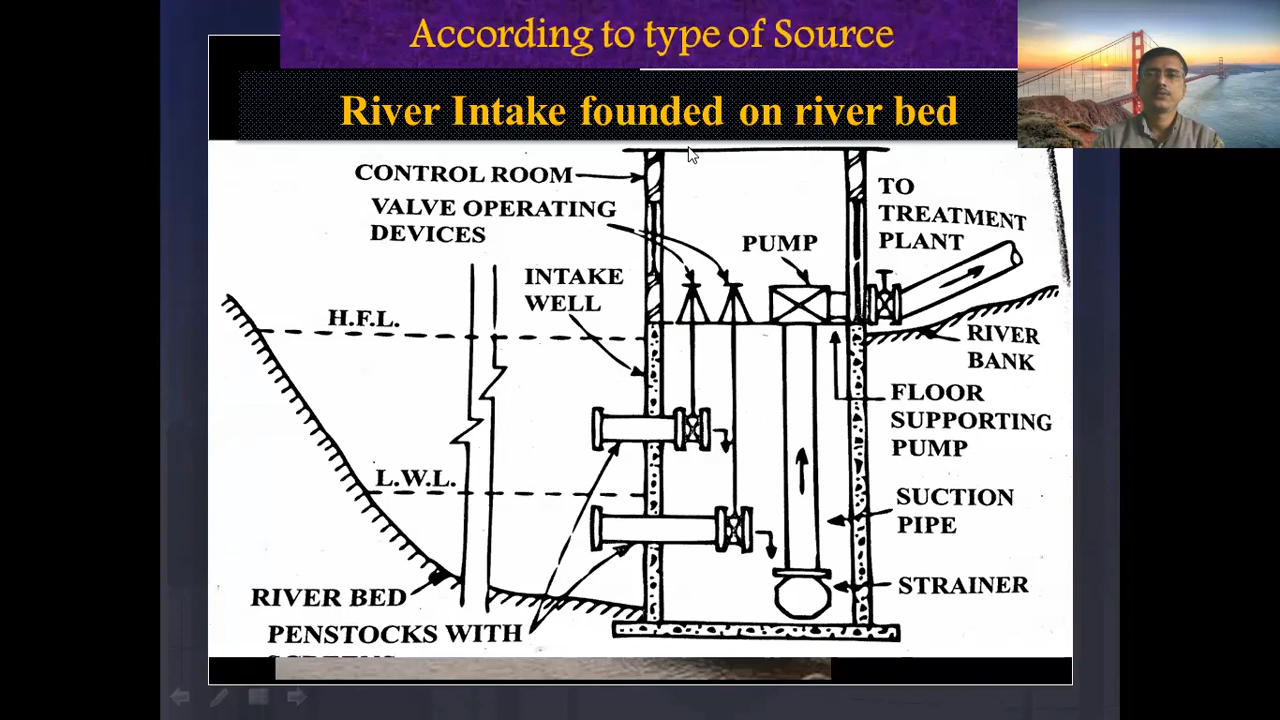 According to type of Source
River Intake founded on river bed
CONTROL ROOM
VALVE OPERATING
DEVICES
INTAKE
WELL
PUMP
TO
TREATMENT
PLANT
H.F.L.
RIVER
BANK
FLOOR
SUPPORTING
PUMP
L.W.L.
SUCTION
PIPE
STRAINER
RIVER BED
PENSTOCKS WITH